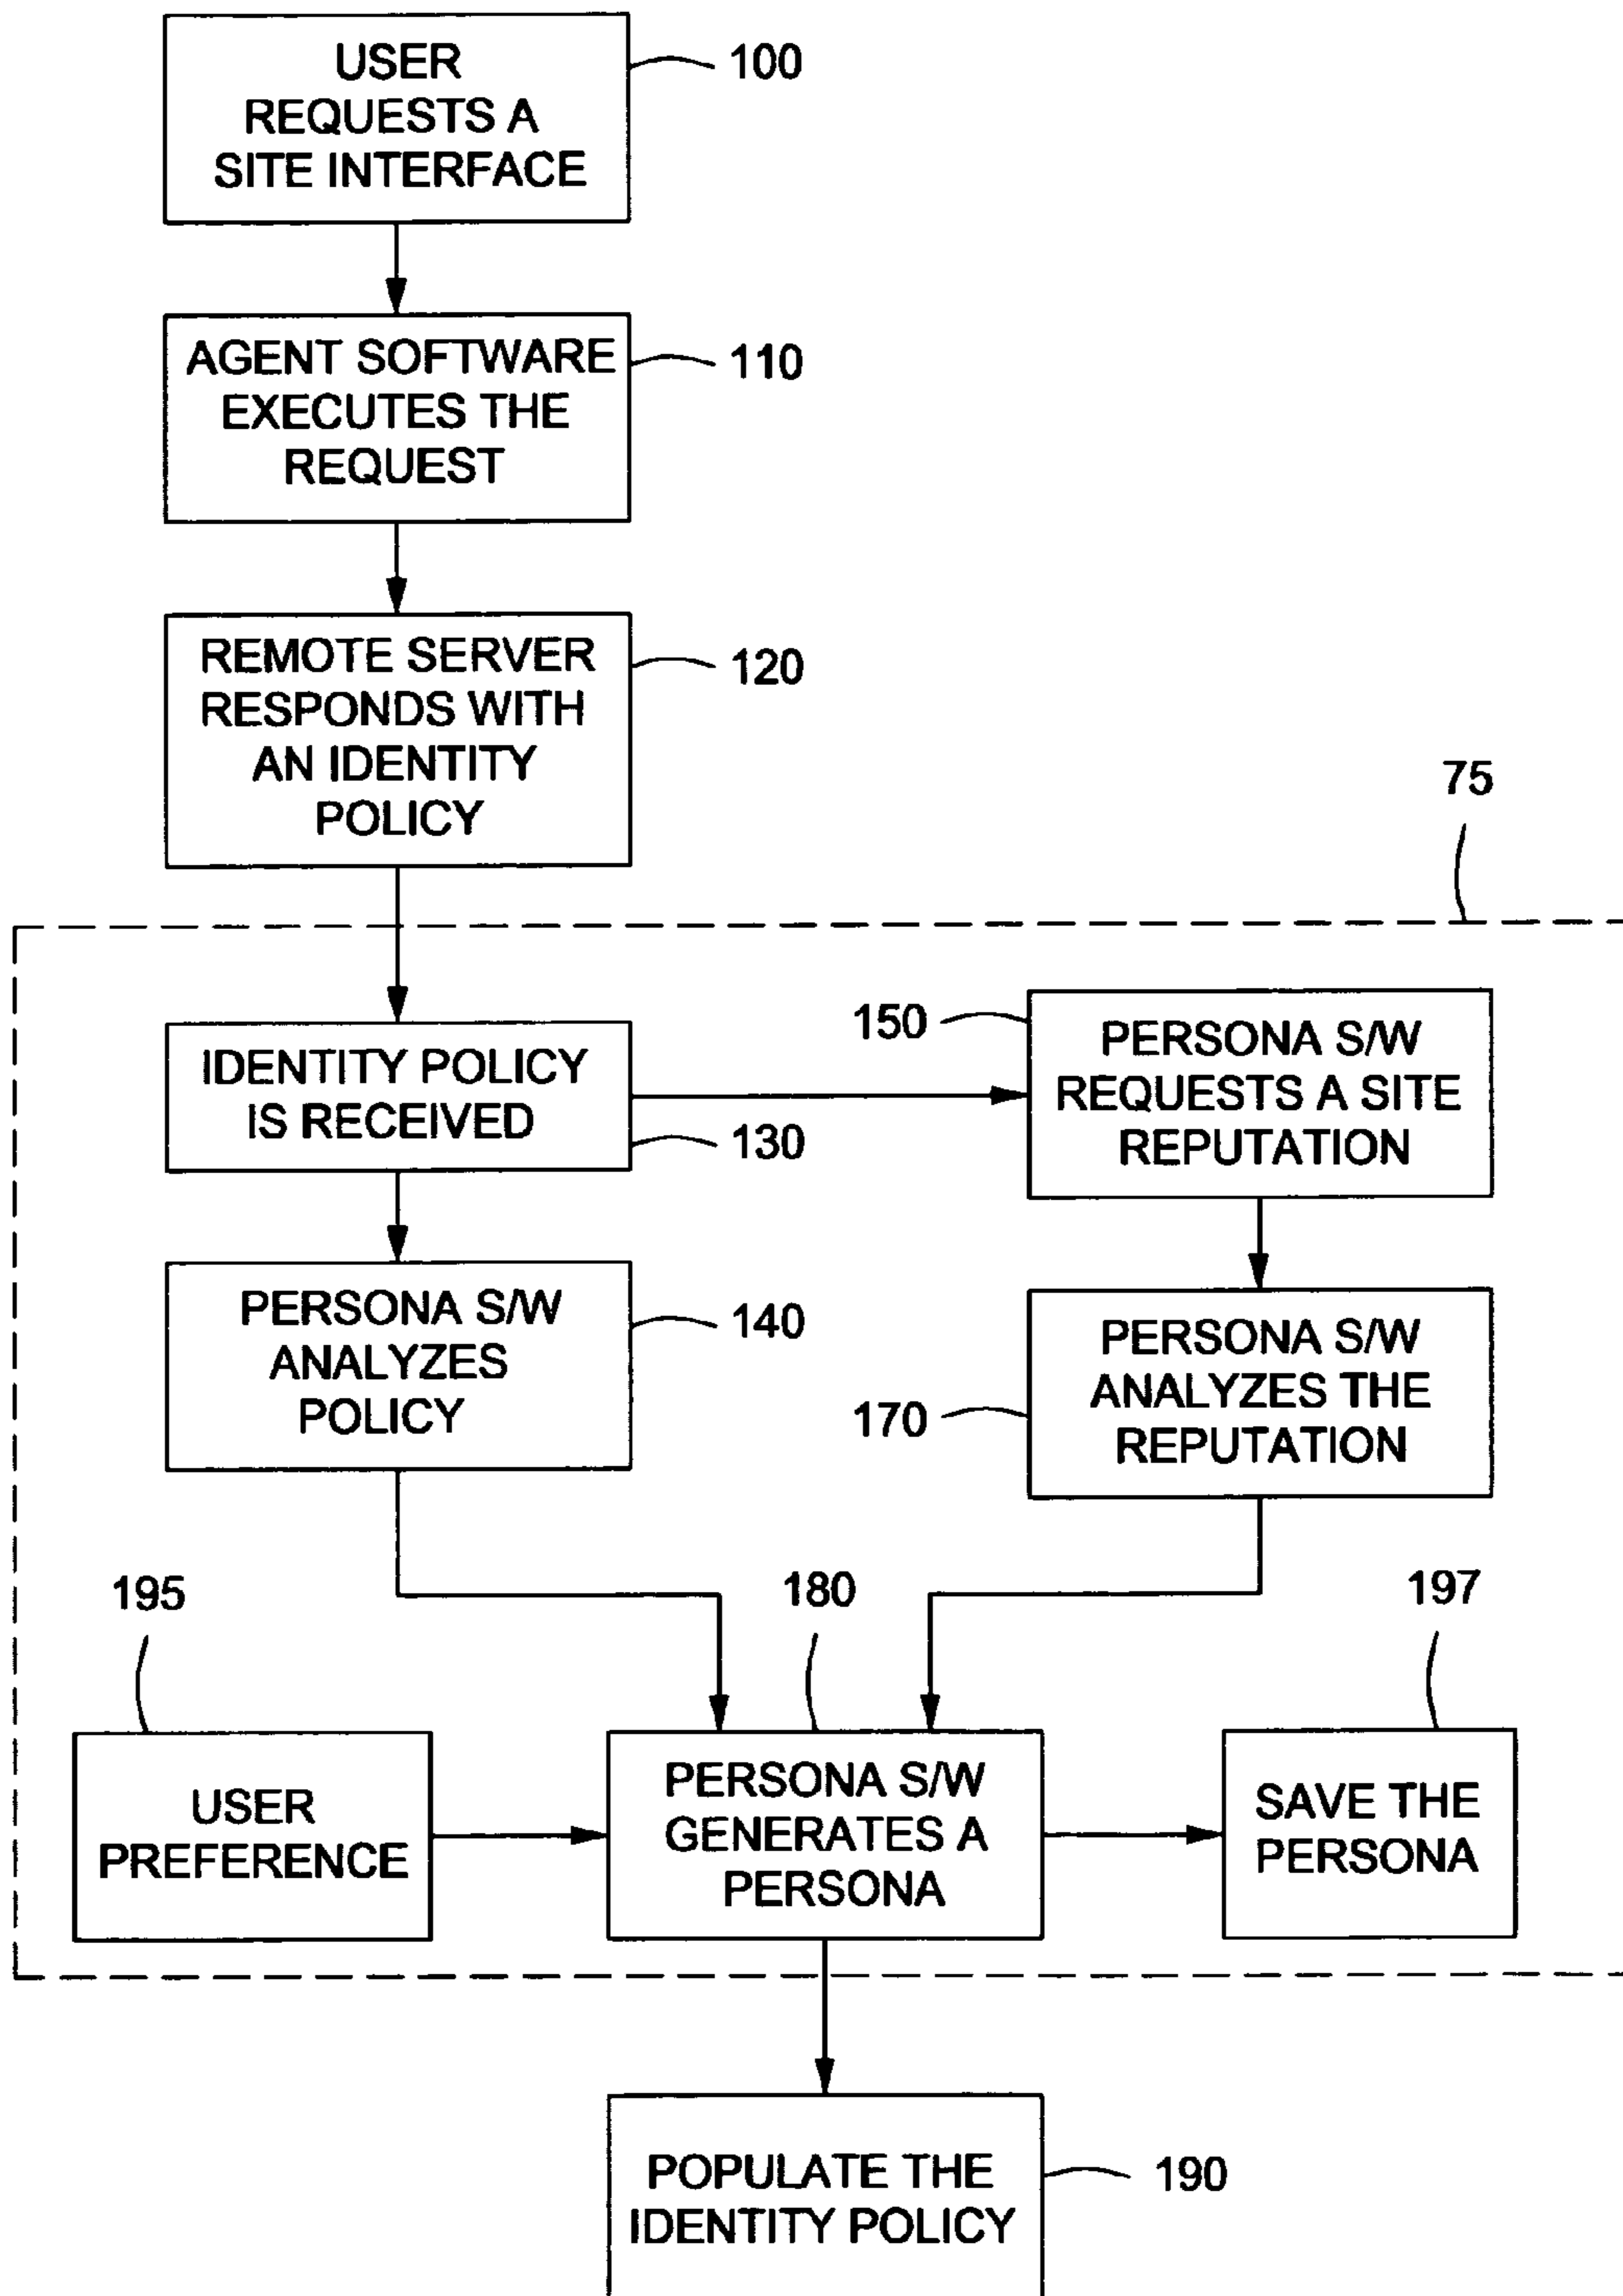 USER
REQUESTS A
SITE INTERFACE
100
AGENT SOFTWARE
EXECUTES THE
REQUEST
110
REMOTE SERVER
RESPONDS WITH
AN IDENTITY
POLICY
120
75
IDENTITY POLICY
IS RECEIVED
130
150
PERSONA S/W
REQUESTS A SITE
REPUTATION
PERSONA S/W
ANALYZES
POLICY
140
170
PERSONA S/W
ANALYZES THE
REPUTATION
195
USER
PREFERENCE
180
PERSONA S/W
GENERATES A
PERSONA
197
SAVE THE
PERSONA
POPULATE THE
IDENTITY POLICY
190